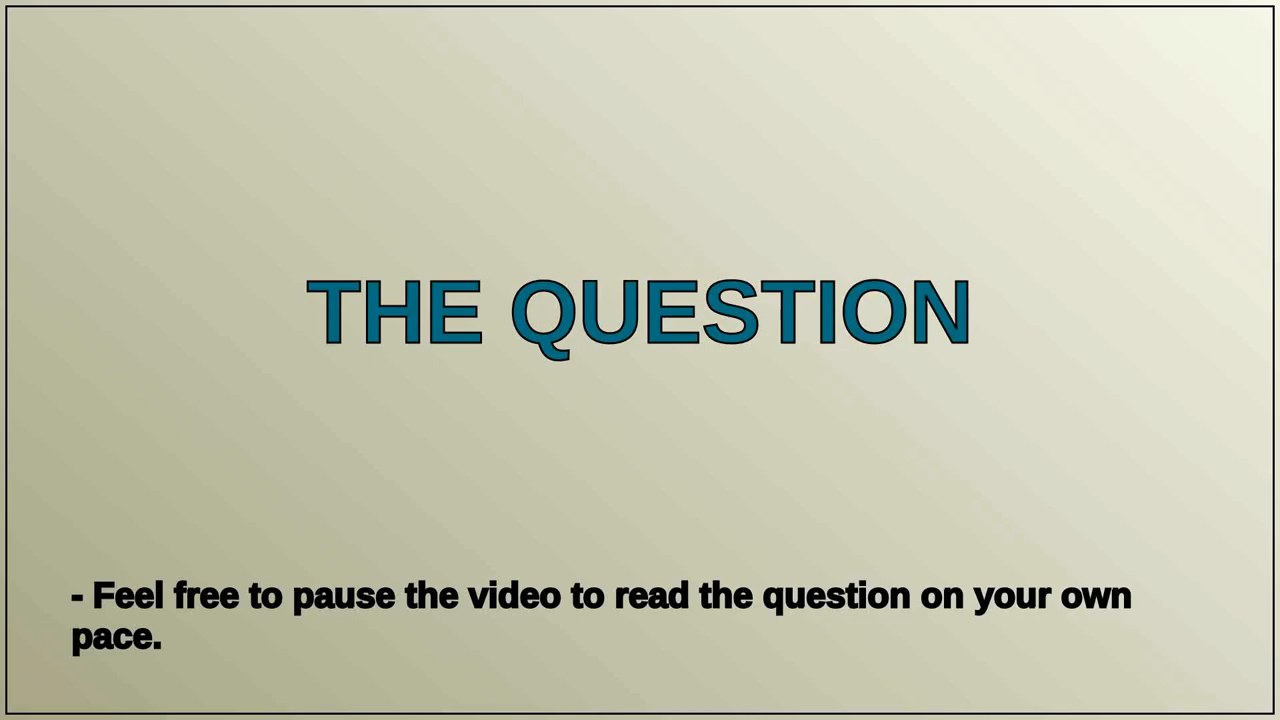 THE QUESTION
- Feel free to pause the video to read the question on your own
pace.